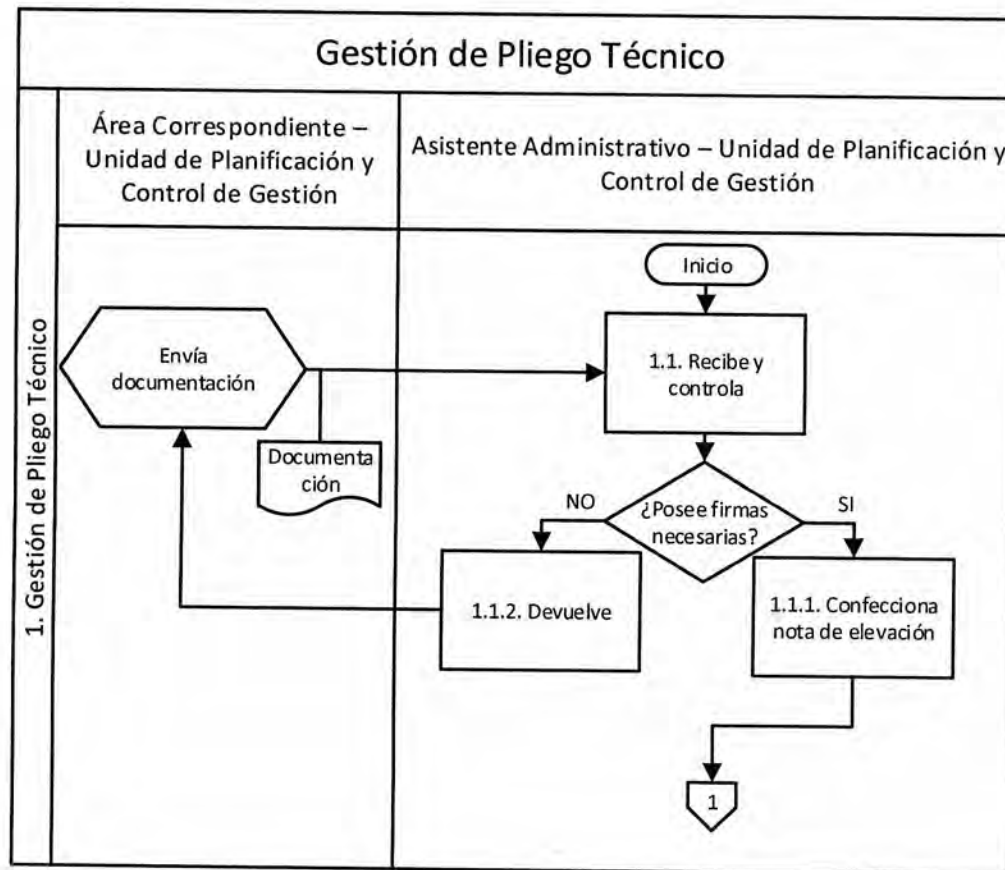 Gestión de Pliego Técnico
Área Correspondiente –
Unidad de Planificación y
Control de Gestión
Asistente Administrativo – Unidad de Planificación y
Control de Gestión
1. Gestión de Pliego Técnico
Inicio
Envía
documentación
1.1. Recibe y
controla
Documenta
ción
¿Posee firmas
necesarias?
NO
SI
1.1.2. Devuelve
1.1.1. Confecciona
nota de elevación
1